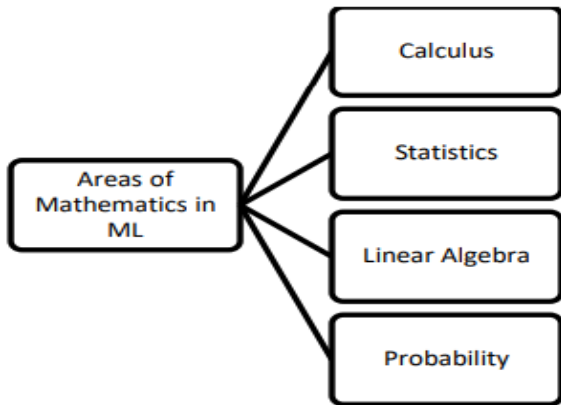 Areas of
Mathematics in
ML
Calculus
Statistics
Linear Algebra
Probability